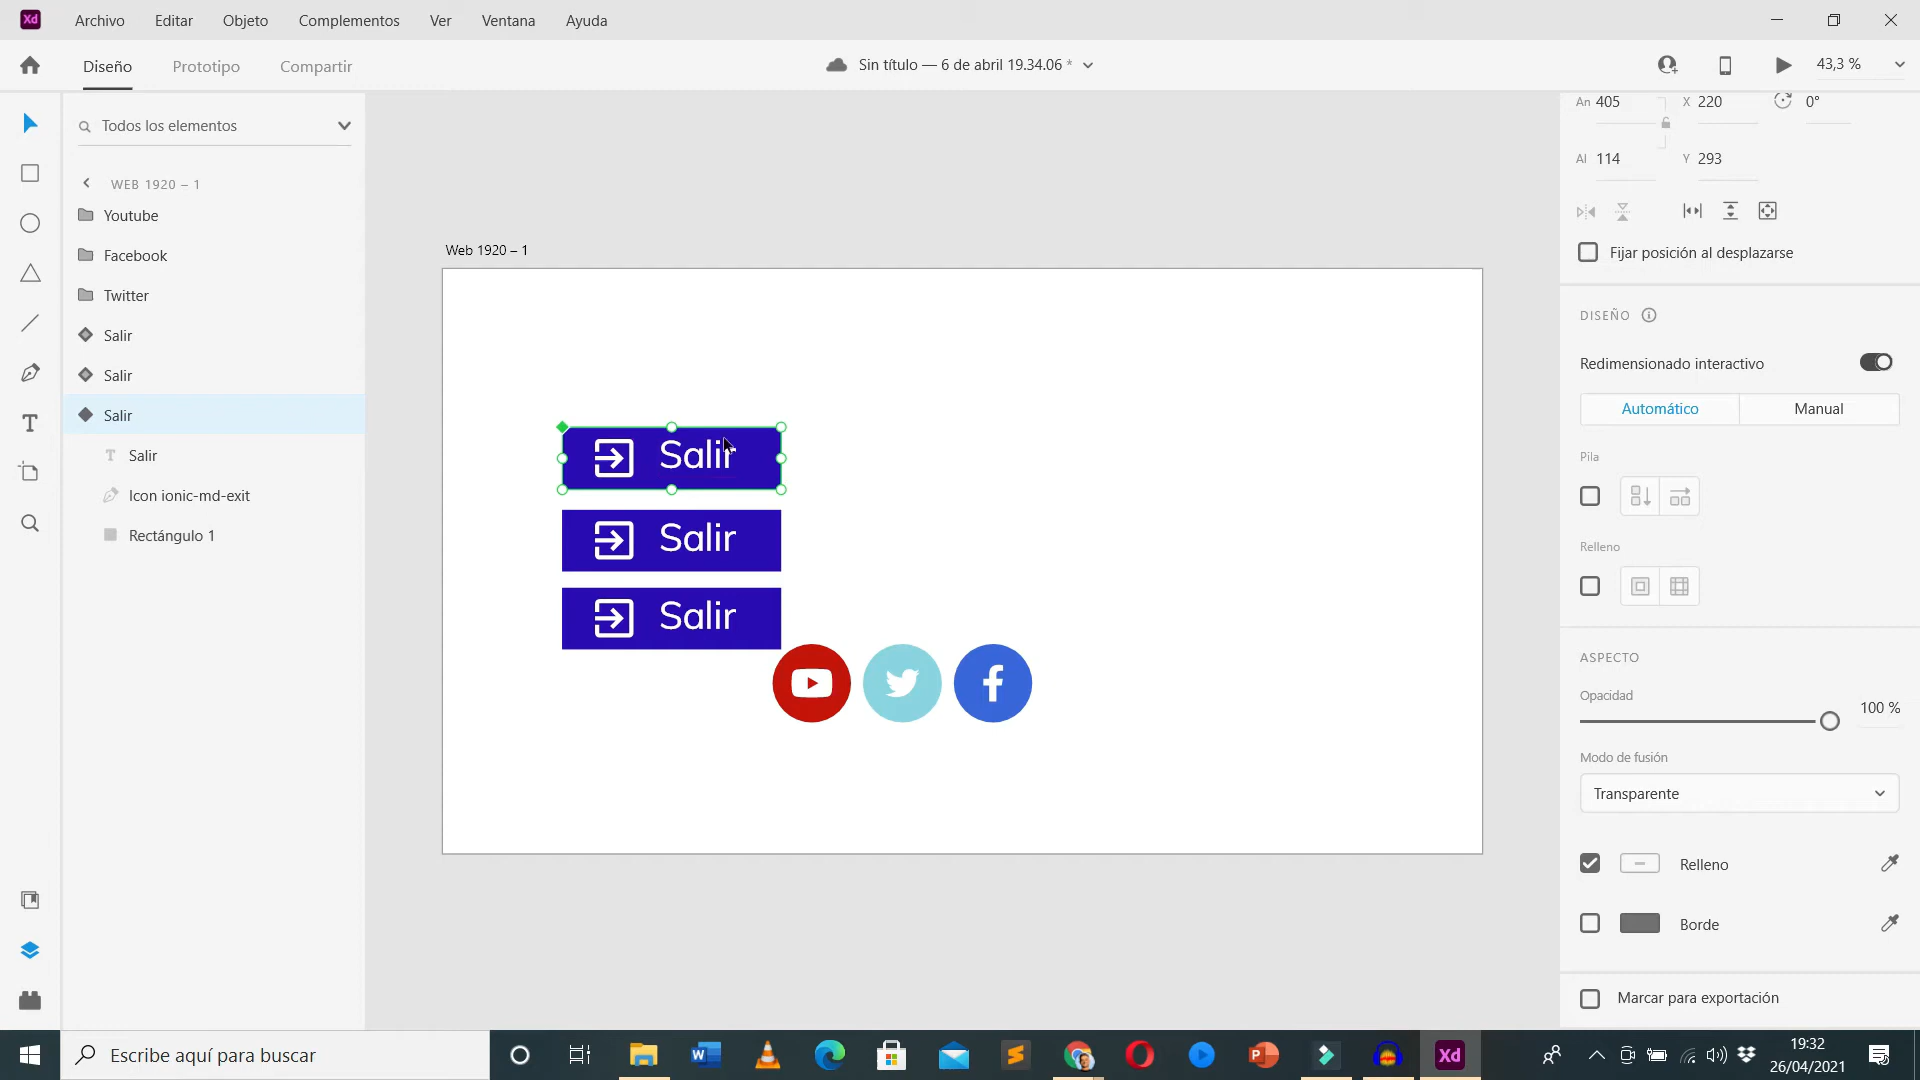 Xd Archivo Editar Objeto Complementos Ver Ventana Ayuda
Diseño Prototipo Compartir
Sin título — 6 de abril 19.34.06 *
43,3 %
Todos los elementos
WEB 1920 – 1
Youtube
Facebook
Twitter
Salir
Salir
Salir
Salir
Icon ionic-md-exit
Rectángulo 1
Web 1920 – 1
Salir
Salir
Salir
An 405 X 220 0°
Al 114 Y 293
Fijar posición al desplazarse
DISEÑO
Redimensionado interactivo
Automático Manual
Pila
Relleno
ASPECTO
Opacidad
100 %
Modo de fusión
Transparente
Relleno
Borde
Marcar para exportación
Escribe aquí para buscar
Xd
19:32
26/04/2021